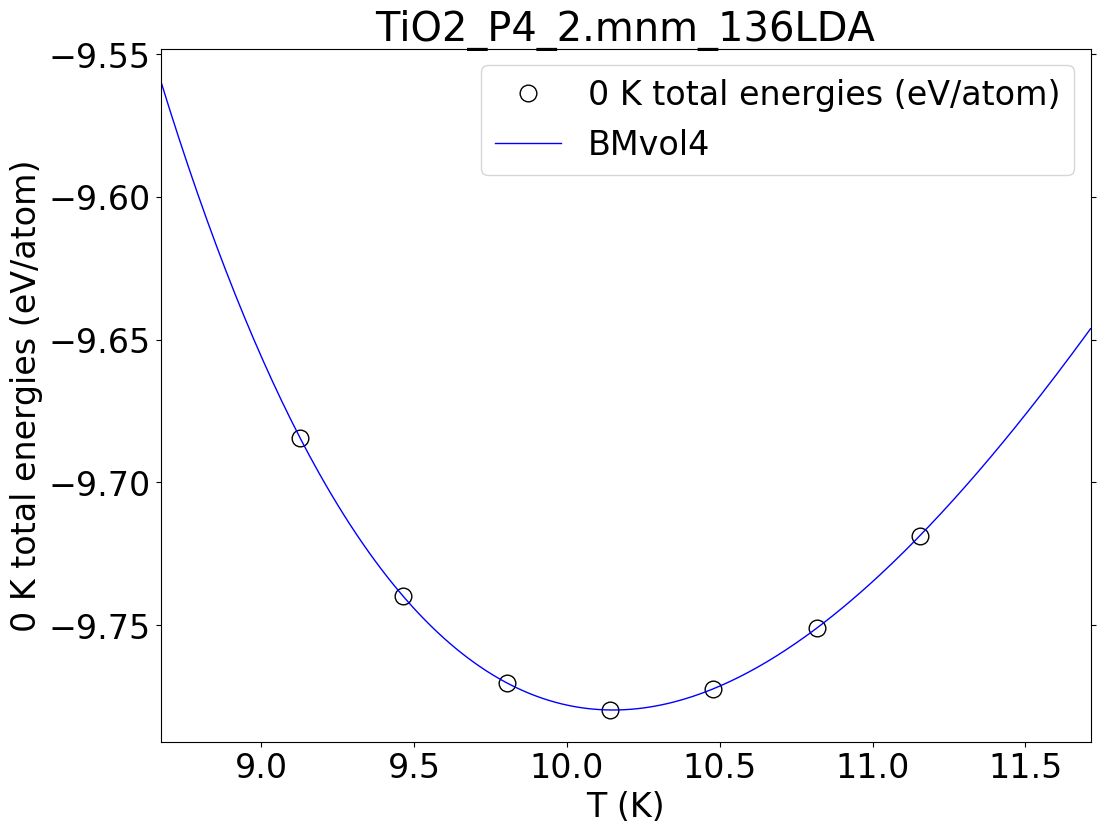 TiO2_P4_2.mnm_136LDA
0 K total energies (eV/atom)
BMvol4
0 K total energies (eV/atom)
−9.55
−9.60
−9.65
−9.70
−9.75
9.0 9.5 10.0 10.5 11.0 11.5
T (K)